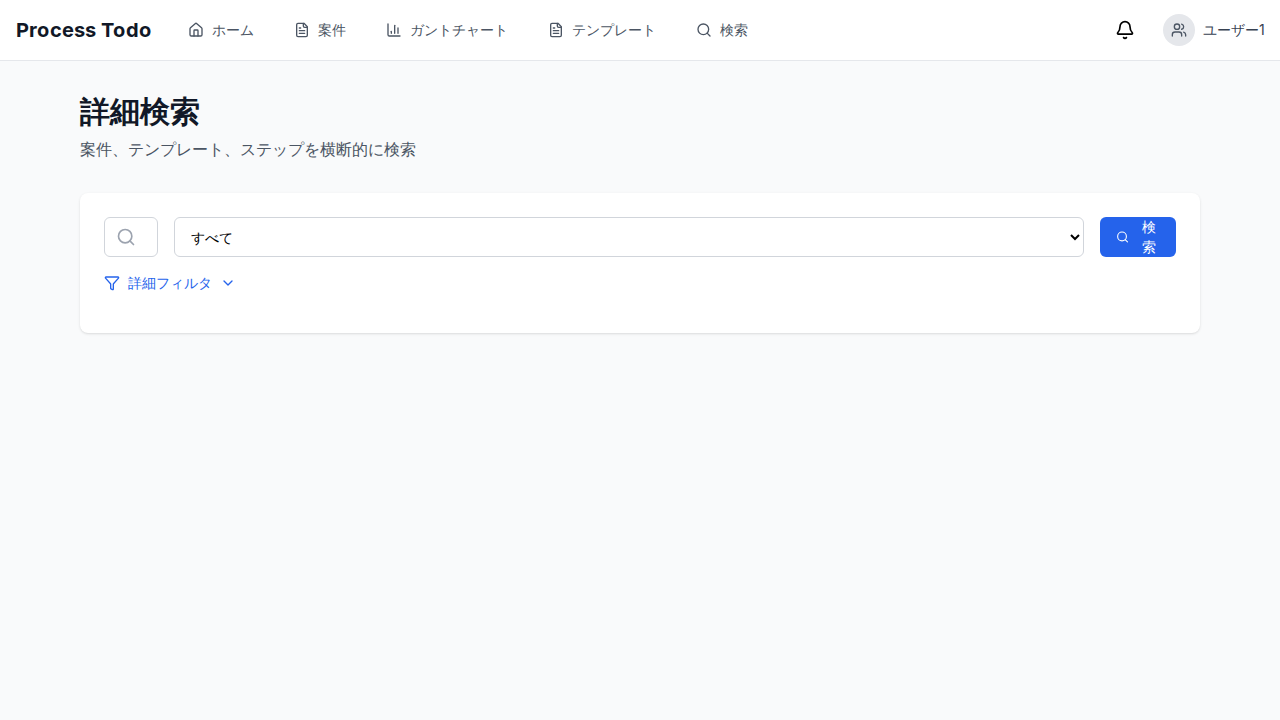 Process Todo
ホーム
案件
ガントチャート
テンプレート
検索
ユーザー1
詳細検索
案件、テンプレート、ステップを横断的に検索
すべて
検
索
詳細フィルタ